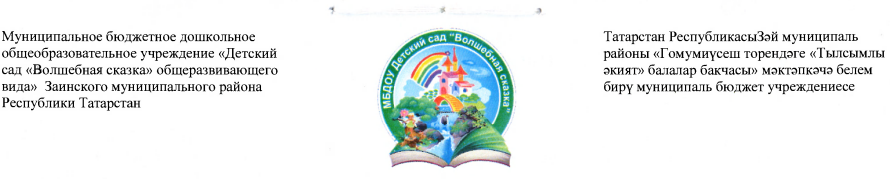 Муниципальное бюджетное дошкольное
общеобразовательное учреждение «Детский
сад «Волшебная сказка» общеразвивающего
вида»  Заинского муниципального района
Республики Татарстан
МБДОУ Детский сад "Волшебная сказка"
Татарстан РеспубликасыЗәй муниципаль
районы «Гомумиүсеш торендәге «Тылсымлы
әкият» балалар бакчасы» мәктәпкәчә белем
бирү муниципаль бюджет учреждениесе